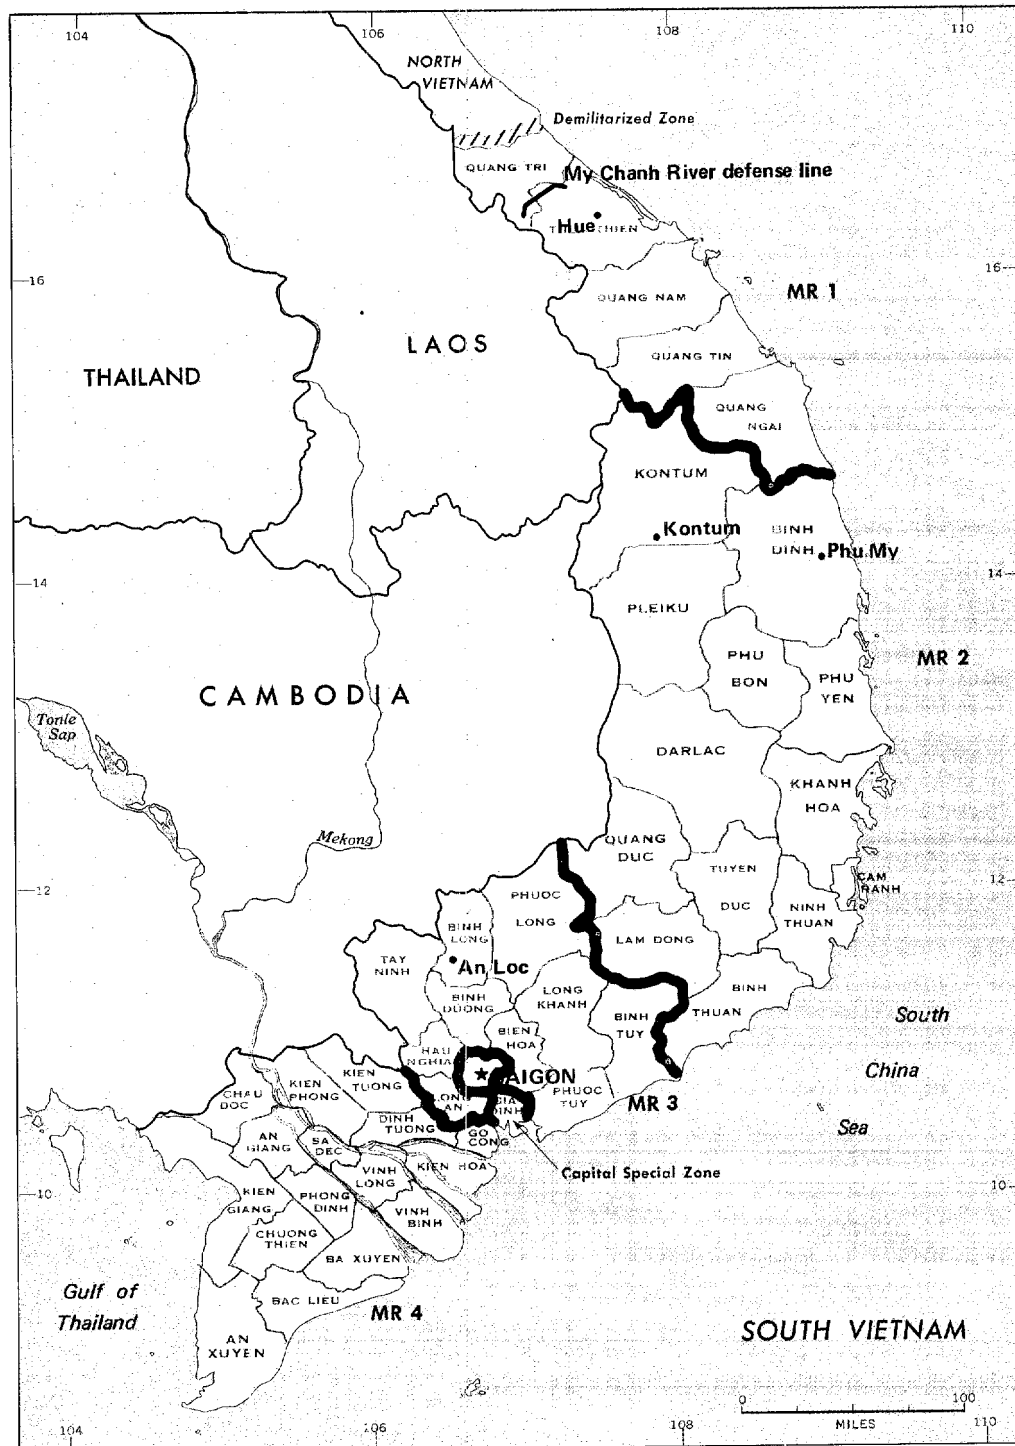 104
106
108
110
NORTH
VIETNAM
Demilitarized Zone
QUANG TRI
My Chanh River defense line
Hue
16
16
QUANG NAM
MR 1
LAOS
QUANG TIN
THAILAND
QUANG
NGAI
KONTUM
Kontum
BINH
DINH
Phu My
14
14
PLEIKU
PHU
BON
MR 2
PHU
YEN
CAMBODIA
Tonle
Sap
DARLAC
KHANH
HOA
Mekong
QUANG
DUC
TUYEN
DUC
CAM
RANH
12
12
PHUOC
LONG
NINH
THUAN
BINH
LONG
LAM DONG
TAY
NINH
An Loc
LONG
KHANH
BINH
THUAN
BINH
DUONG
BINH
TUY
South
China
Sea
BIEN
HOA
HAU
NGHIA
KIEN
TUONG
SAIGON
KIEN
PHONG
PHUOC
TUY
MR 3
CHAU
DOC
LONG
AN
GIA
DINH
DINH
TUONG
GO
CONG
AN
GIANG
SA
DEC
KIEN HOA
Capital Special Zone
VINH
LONG
10
10
KIEN
GIANG
PHONG
DINH
VINH
BINH
CHUONG
THIEN
BA XUYEN
Gulf of
Thailand
BAC LIEU
MR 4
AN
XUYEN
SOUTH VIETNAM
0
100
MILES
104
106
108
110